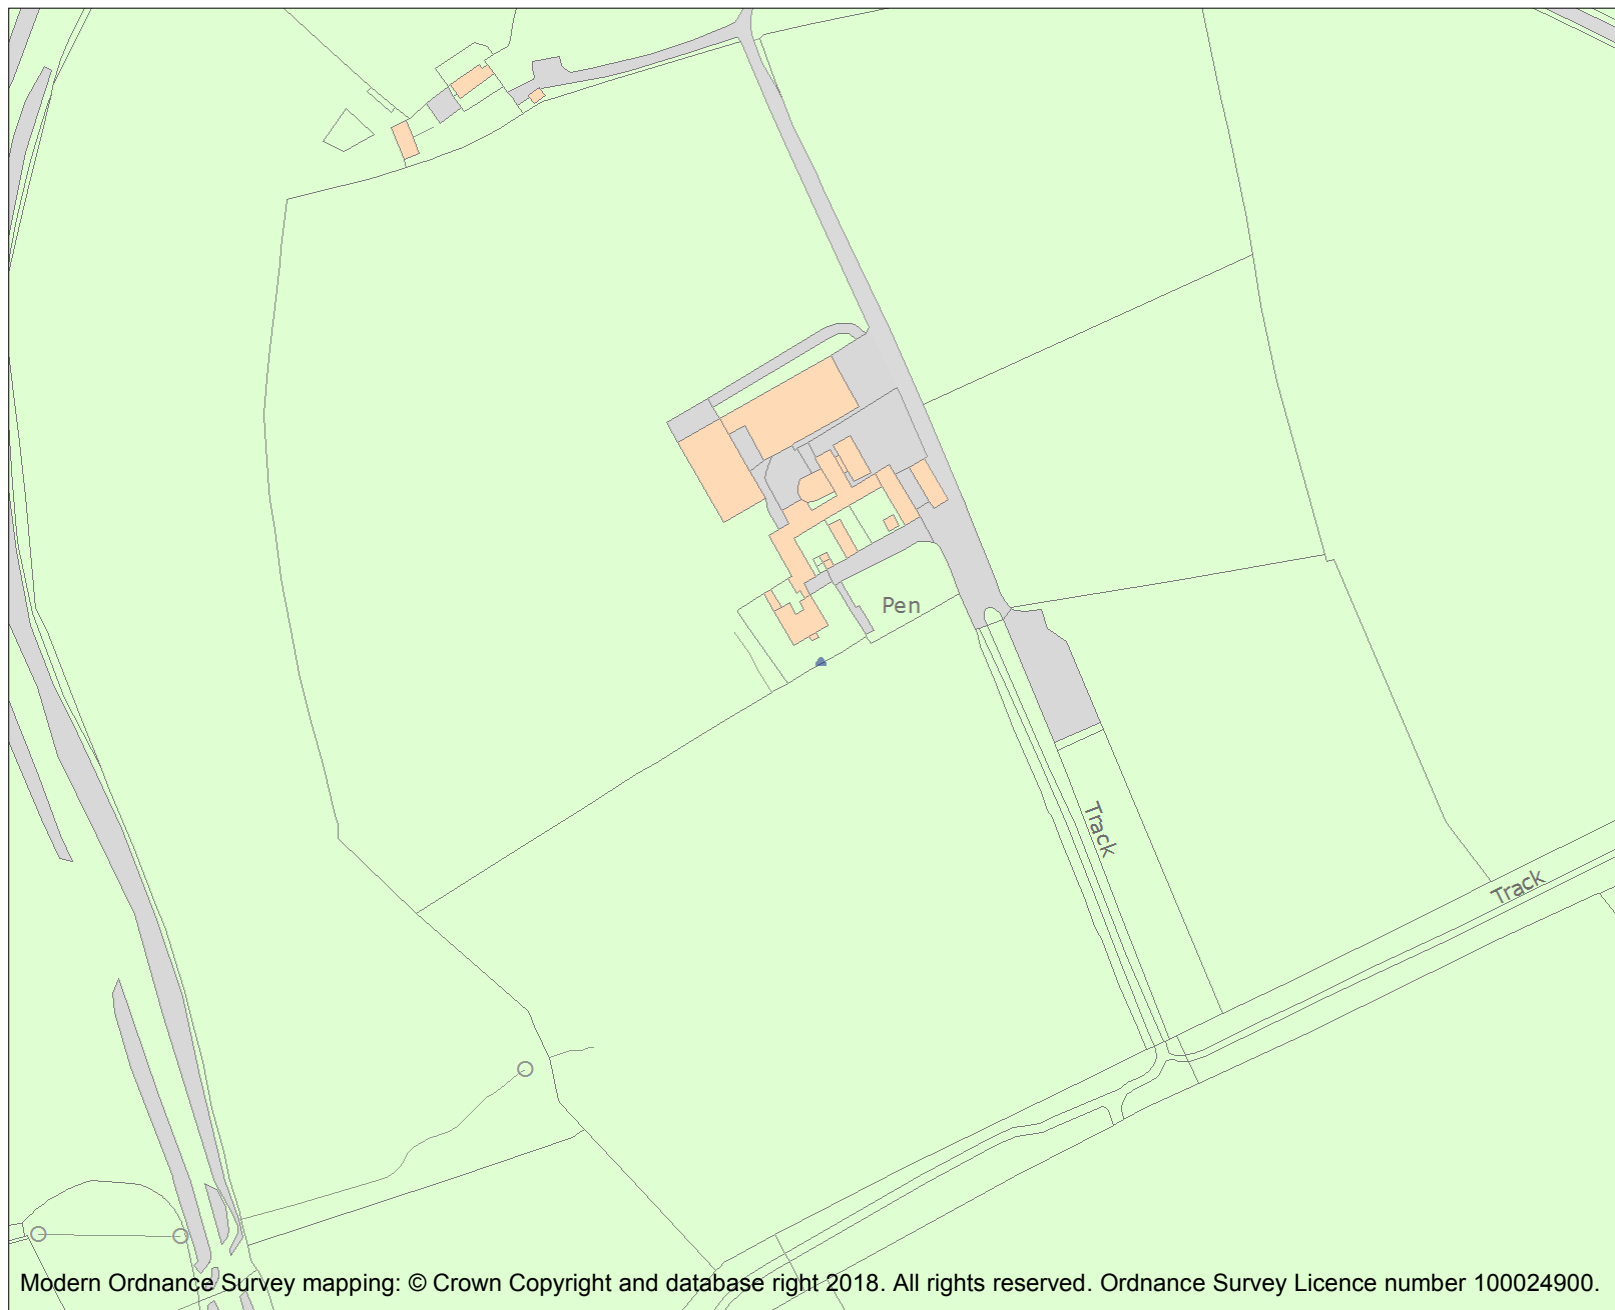 Pen
Track
Track
Modern Ordnance Survey mapping: © Crown Copyright and database right 2018. All rights reserved. Ordnance Survey Licence number 100024900.